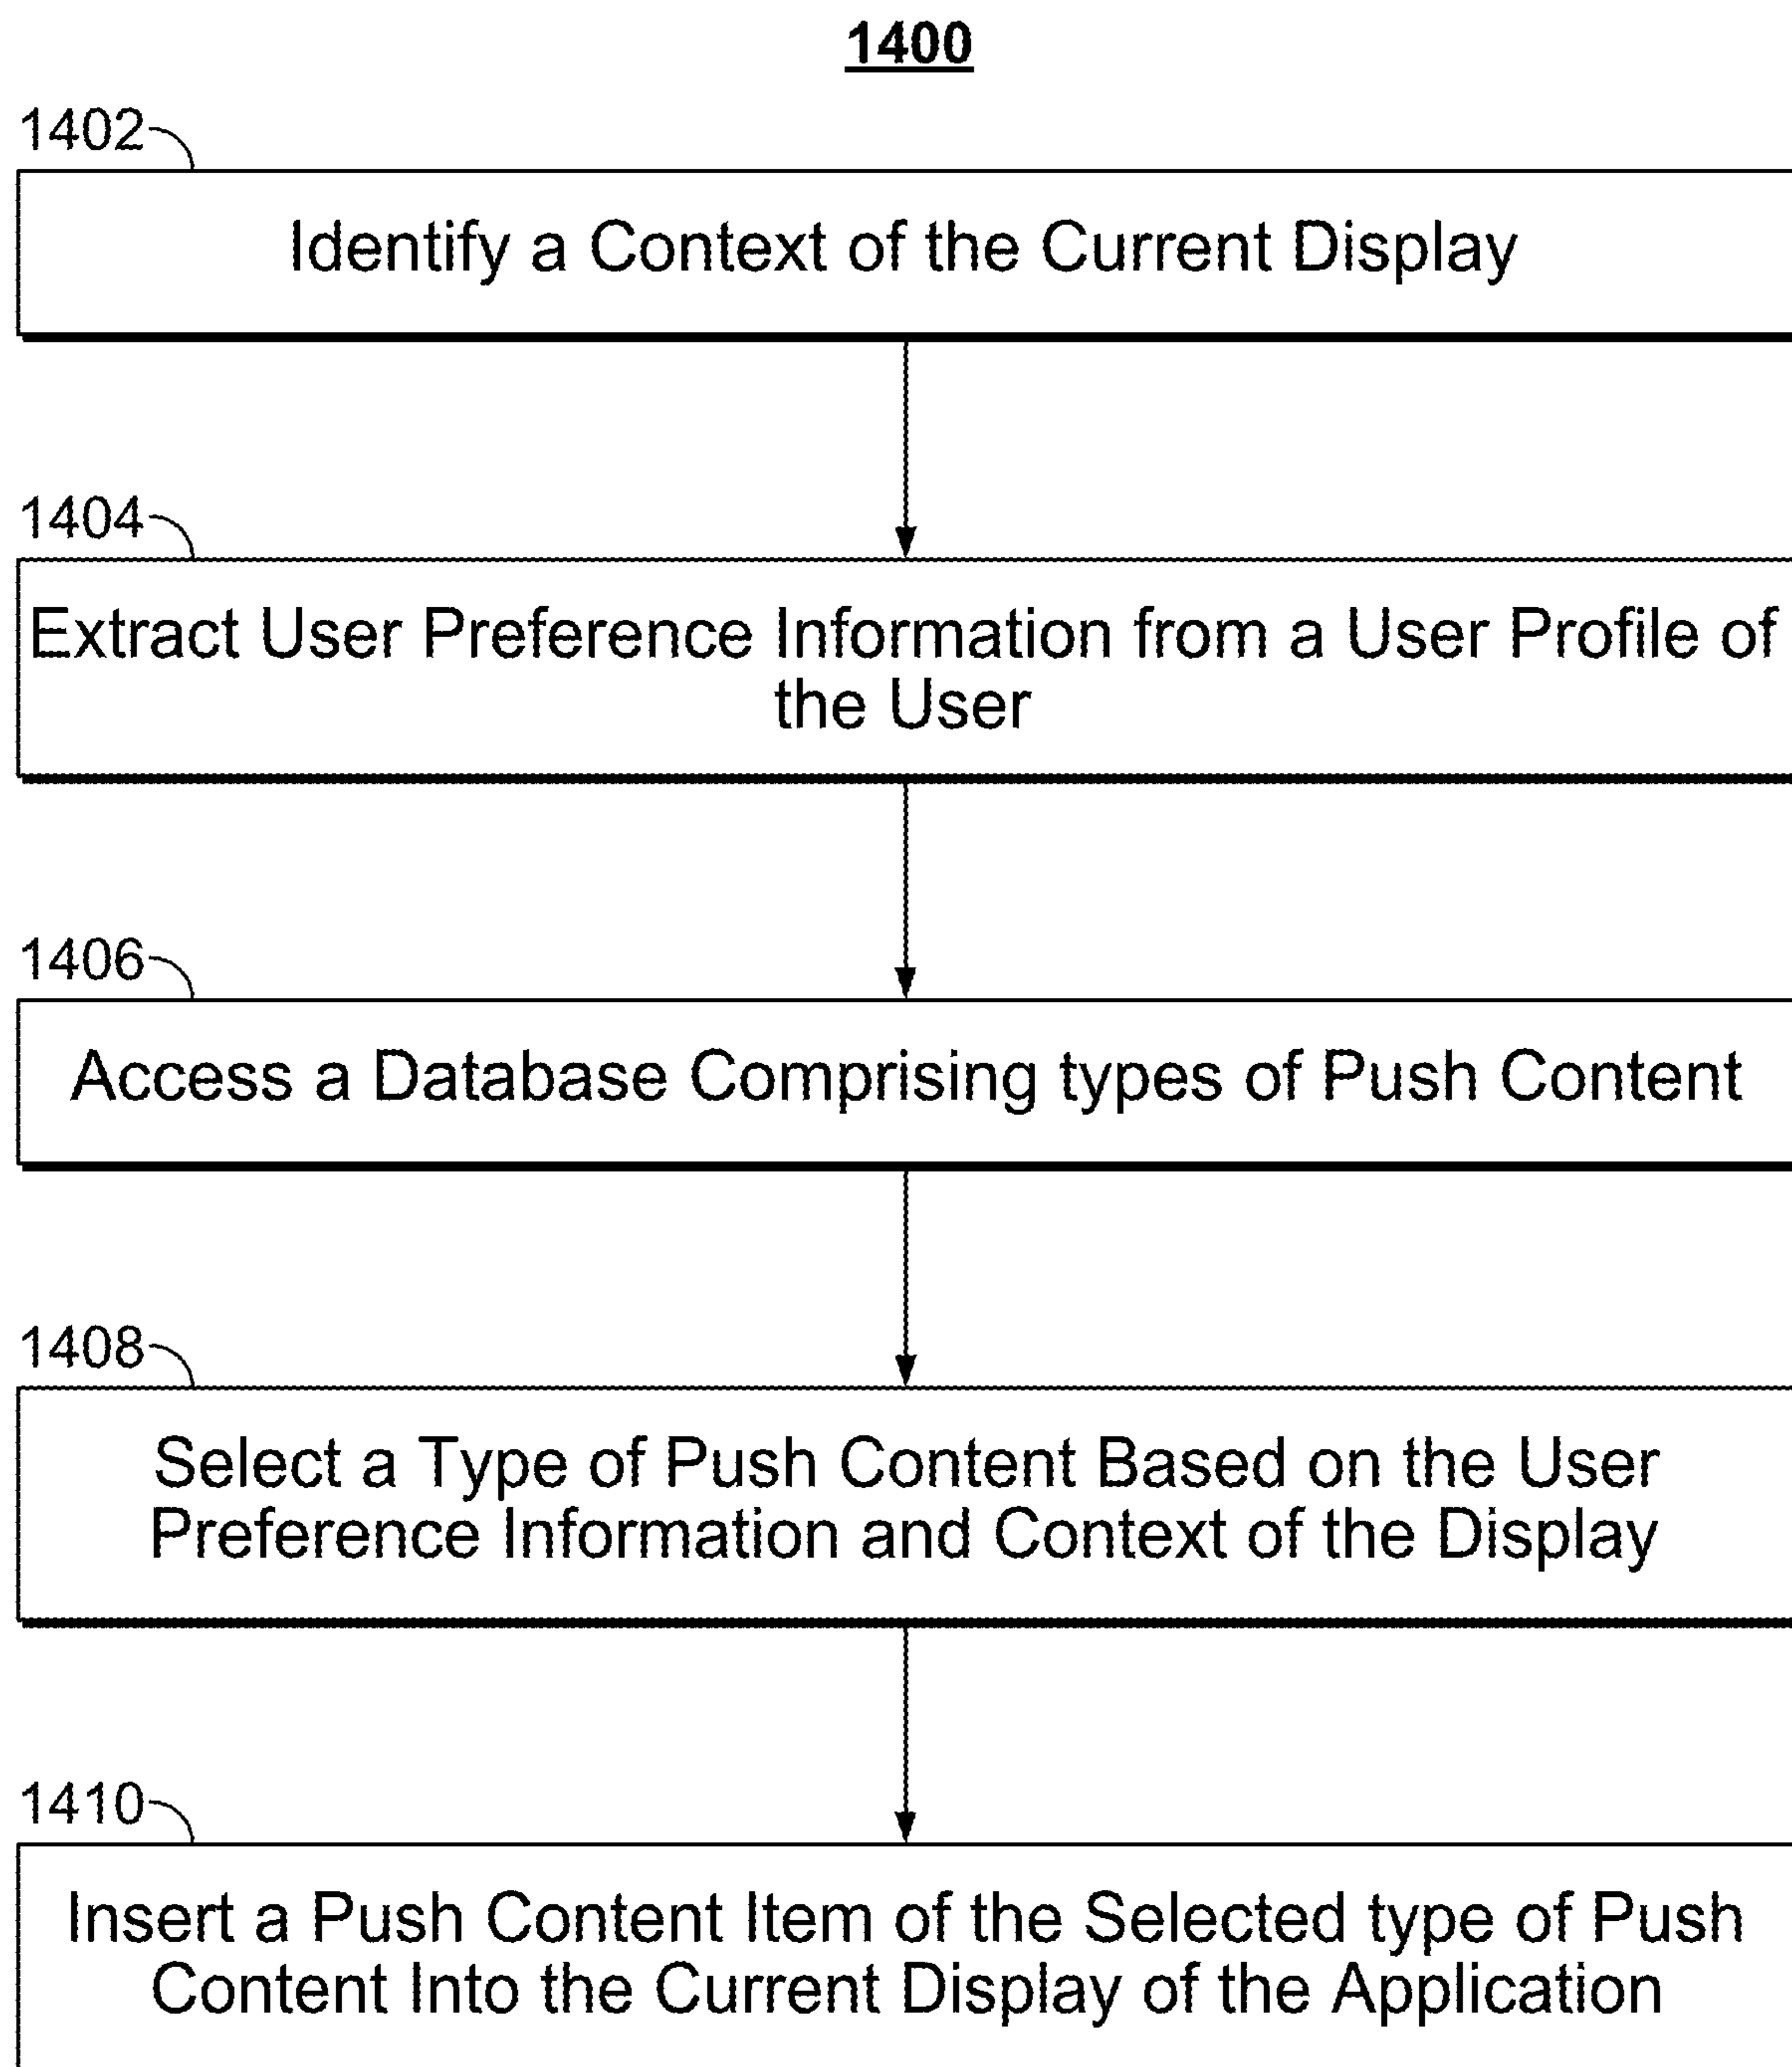 1400
1402
Identify a Context of the Current Display
1404
Extract User Preference Information from a User Profile of
the User
1406
Access a Database Comprising types of Push Content
1408
Select a Type of Push Content Based on the User
Preference Information and Context of the Display
1410
Insert a Push Content Item of the Selected type of Push
Content Into the Current Display of the Application